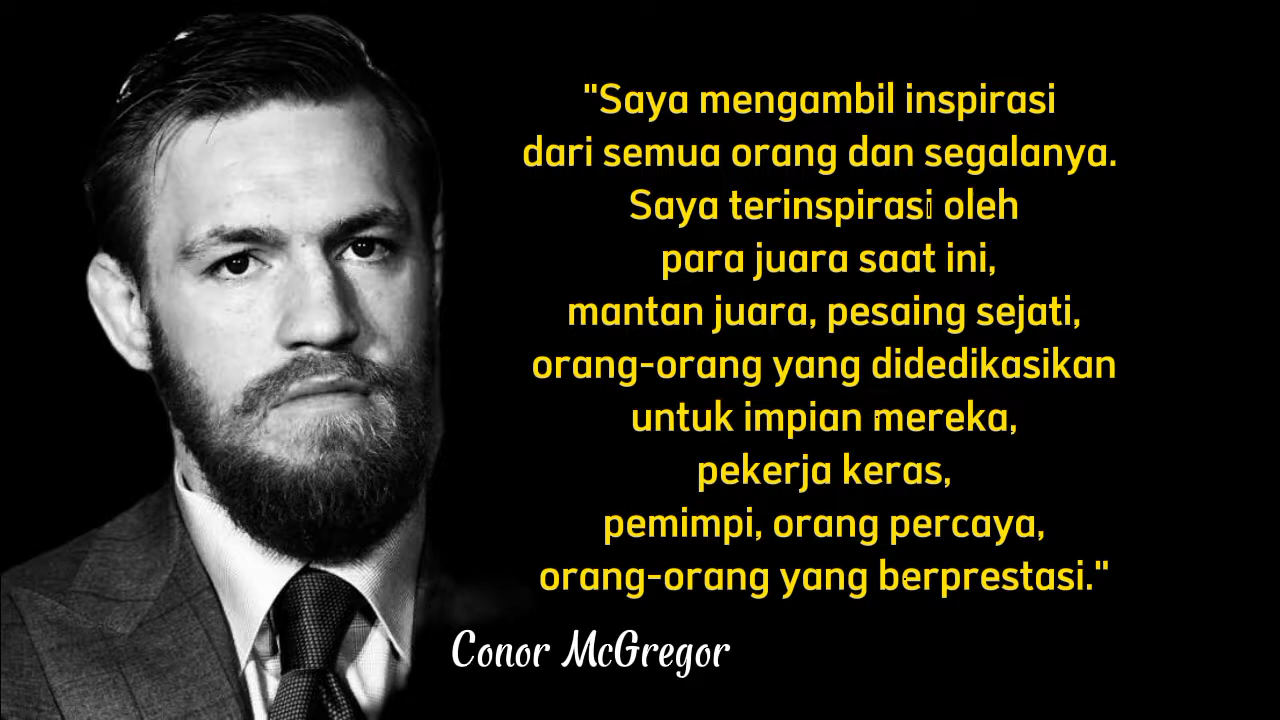 "Saya mengambil inspirasi
dari semua orang dan segalanya.
Saya terinspirasi oleh
para juara saat ini,
mantan juara, pesaing sejati,
orang-orang yang didedikasikan
untuk impian mereka,
pekerja keras,
pemimpi, orang percaya,
orang-orang yang berprestasi."
Conor McGregor